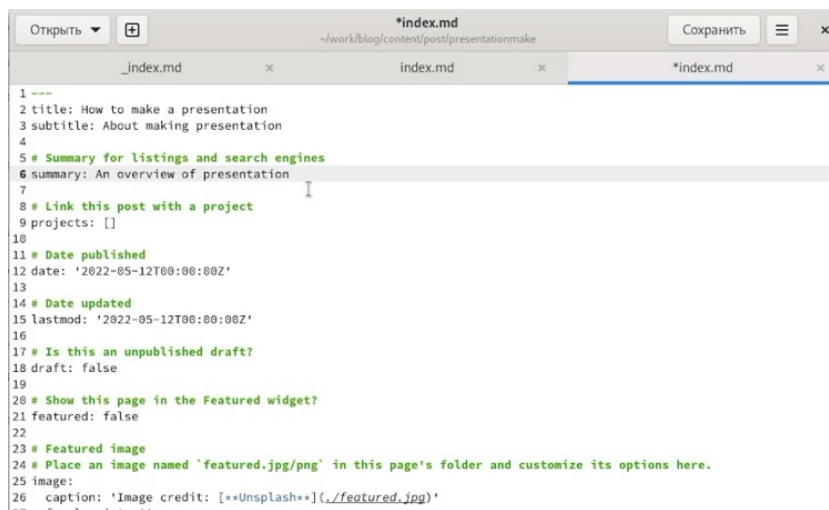 Открыть
*index.md
~/work/blog/content/post/presentationmake
Сохранить
_index.md
index.md
*index.md
1 ---
2 title: How to make a presentation
3 subtitle: About making presentation
4
5 # Summary for listings and search engines
6 summary: An overview of presentation
7
8 # Link this post with a project
9 projects: []
10
11 # Date published
12 date: '2022-05-12T00:00:00Z'
13
14 # Date updated
15 lastmod: '2022-05-12T00:00:00Z'
16
17 # Is this an unpublished draft?
18 draft: false
19
20 # Show this page in the Featured widget?
21 featured: false
22
23 # Featured image
24 # Place an image named `featured.jpg/png` in this page's folder and customize its options here.
25 image:
26 caption: 'Image credit: [**Unsplash**](./featured.jpg)'